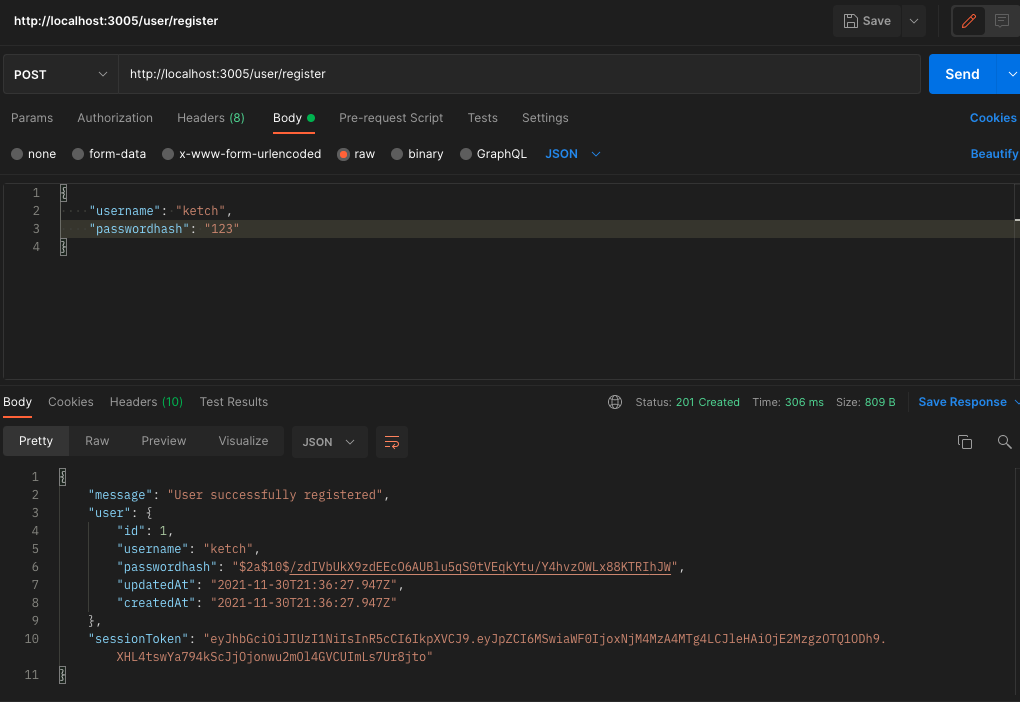 http://localhost:3005/user/register
Save
POST
http://localhost:3005/user/register
Send
Params Authorization Headers (8) Body Pre-request Script Tests Settings Cookies
none form-data x-www-form-urlencoded raw binary GraphQL JSON Beautify
1 {
2 "username": "ketch",
3 "passwordhash": "123"
4 }
Body Cookies Headers (10) Test Results Status: 201 Created Time: 306 ms Size: 809 B Save Response
Pretty Raw Preview Visualize JSON
1 {
2 "message": "User successfully registered",
3 "user": {
4 "id": 1,
5 "username": "ketch",
6 "passwordhash": "$2a$10$/zdIVbUkX9zdEEcO6AUBlu5qS0tVEqkYtu/Y4hvzOWLx88KTRIhJW",
7 "updatedAt": "2021-11-30T21:36:27.947Z",
8 "createdAt": "2021-11-30T21:36:27.947Z"
9 },
10 "sessionToken": "eyJhbGciOiJIUzI1NiIsInR5cCI6IkpXVCJ9.eyJpZCI6MSwiaWF0IjoxNjM4MzA4MTg4LCJleHAiOjE2MzgzOTQ1ODh9.
XHL4tswYa794kScJjOjonwu2mOl4GVCUImLs7Ur8jto"
11 }